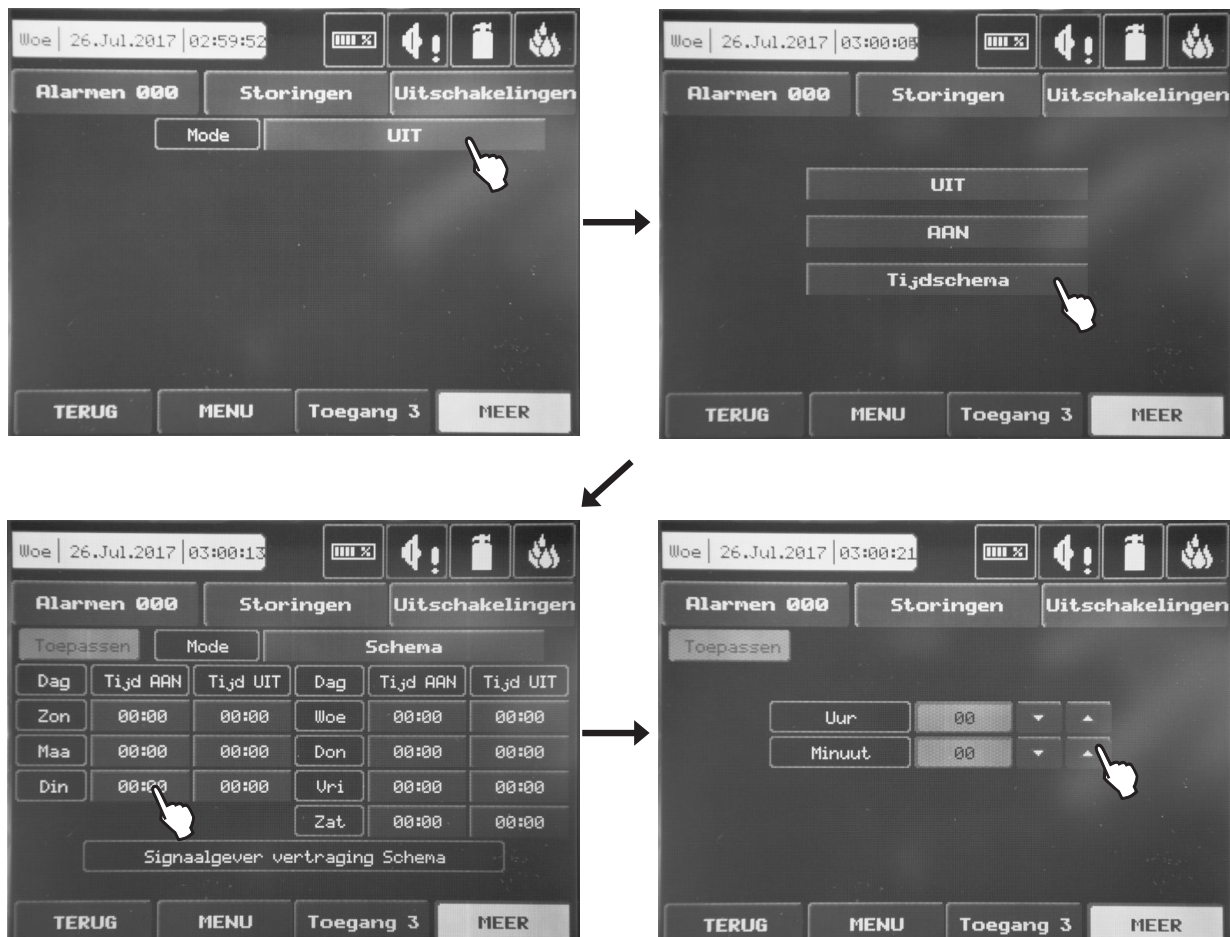 Woe 26.Jul.2017 02:59:52 %
Alarmen 000 Storingen Uitschakelingen
Mode UIT
TERUG MENU Toegang 3 MEER
Woe 26.Jul.2017 03:00:0 %
Alarmen 000 Storingen Uitschakelingen
UIT
AAN
Tijdschema
TERUG MENU Toegang 3 MEER
Woe 26.Jul.2017 03:00:13 %
Alarmen 000 Storingen Uitschakelingen
Toepassen Mode Schema
Dag Tijd AAN Tijd UIT Dag Tijd AAN Tijd UIT
Zon 00:00 00:00 Woe 00:00 00:00
Maa 00:00 00:00 Don 00:00 00:00
Din 00:00 00:00 Vri 00:00 00:00
Zat 00:00 00:00
Signaalgever vertraging Schema
TERUG MENU Toegang 3 MEER
Woe 26.Jul.2017 03:00:21 %
Alarmen 000 Storingen Uitschakelingen
Toepassen
Uur 00
Minuut 00
TERUG MENU Toegang 3 MEER